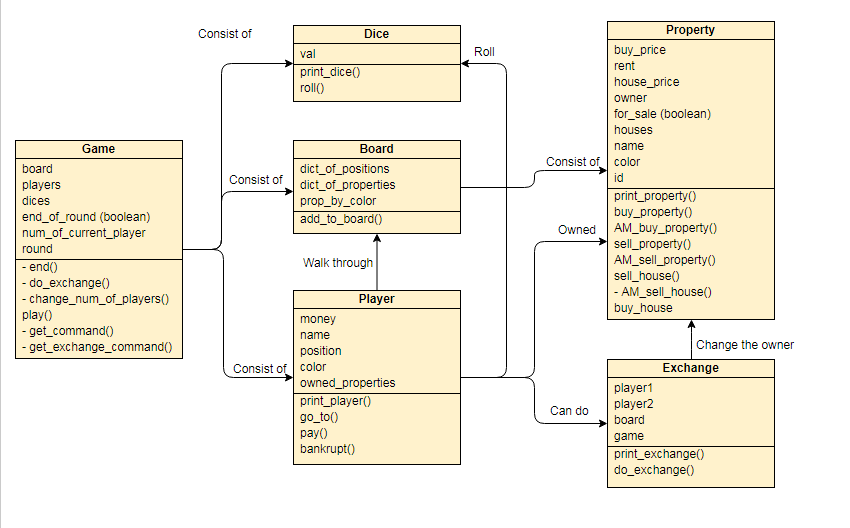 Consist of
Dice
val
print_dice()
roll()
Roll
Property
buy_price
rent
house_price
owner
for_sale (boolean)
houses
name
color
id
print_property()
buy_property()
AM_buy_property()
sell_property()
AM_sell_property()
sell_house()
- AM_sell_house()
buy_house
Game
board
players
dices
end_of_round (boolean)
num_of_current_player
round
- end()
- do_exchange()
- change_num_of_players()
play()
- get_command()
- get_exchange_command()
Consist of
Board
dict_of_positions
dict_of_properties
prop_by_color
add_to_board()
Consist of
Walk through
Owned
Consist of
Player
money
name
position
color
owned_properties
print_player()
go_to()
pay()
bankrupt()
Can do
Change the owner
Exchange
player1
player2
board
game
print_exchange()
do_exchange()